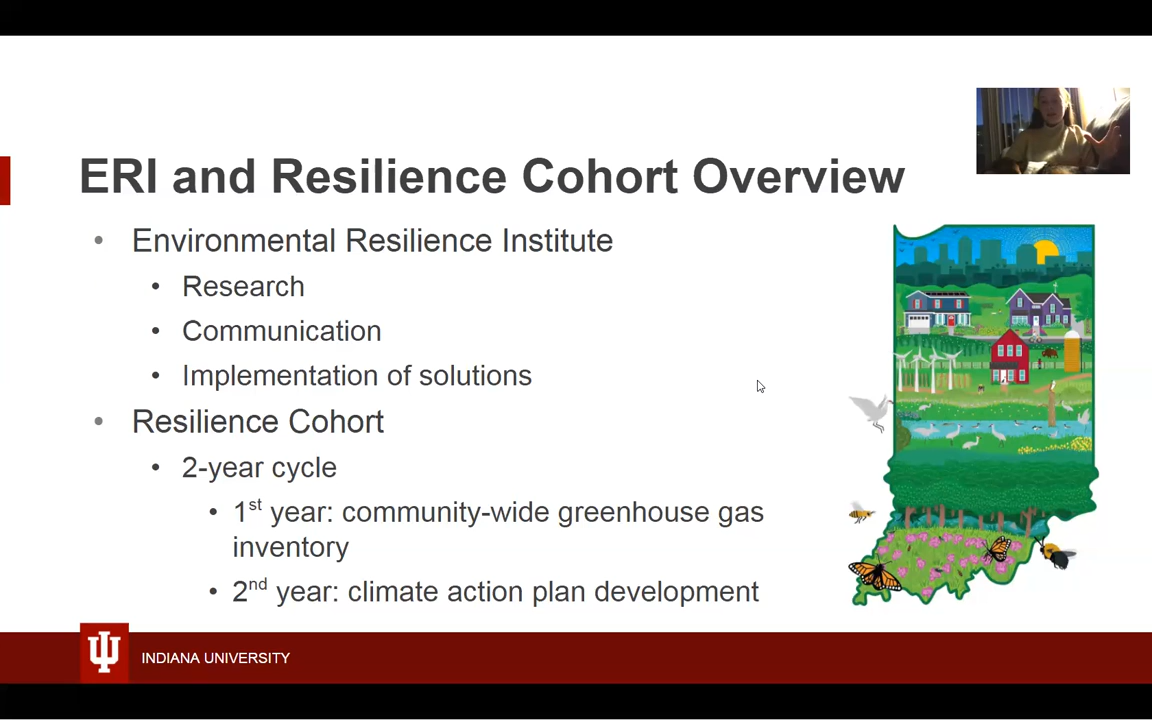 ERI and Resilience Cohort Overview
• Environmental Resilience Institute
• Research
• Communication
• Implementation of solutions
• Resilience Cohort
• 2-year cycle
• 1st year: community-wide greenhouse gas
inventory
• 2nd year: climate action plan development
INDIANA UNIVERSITY